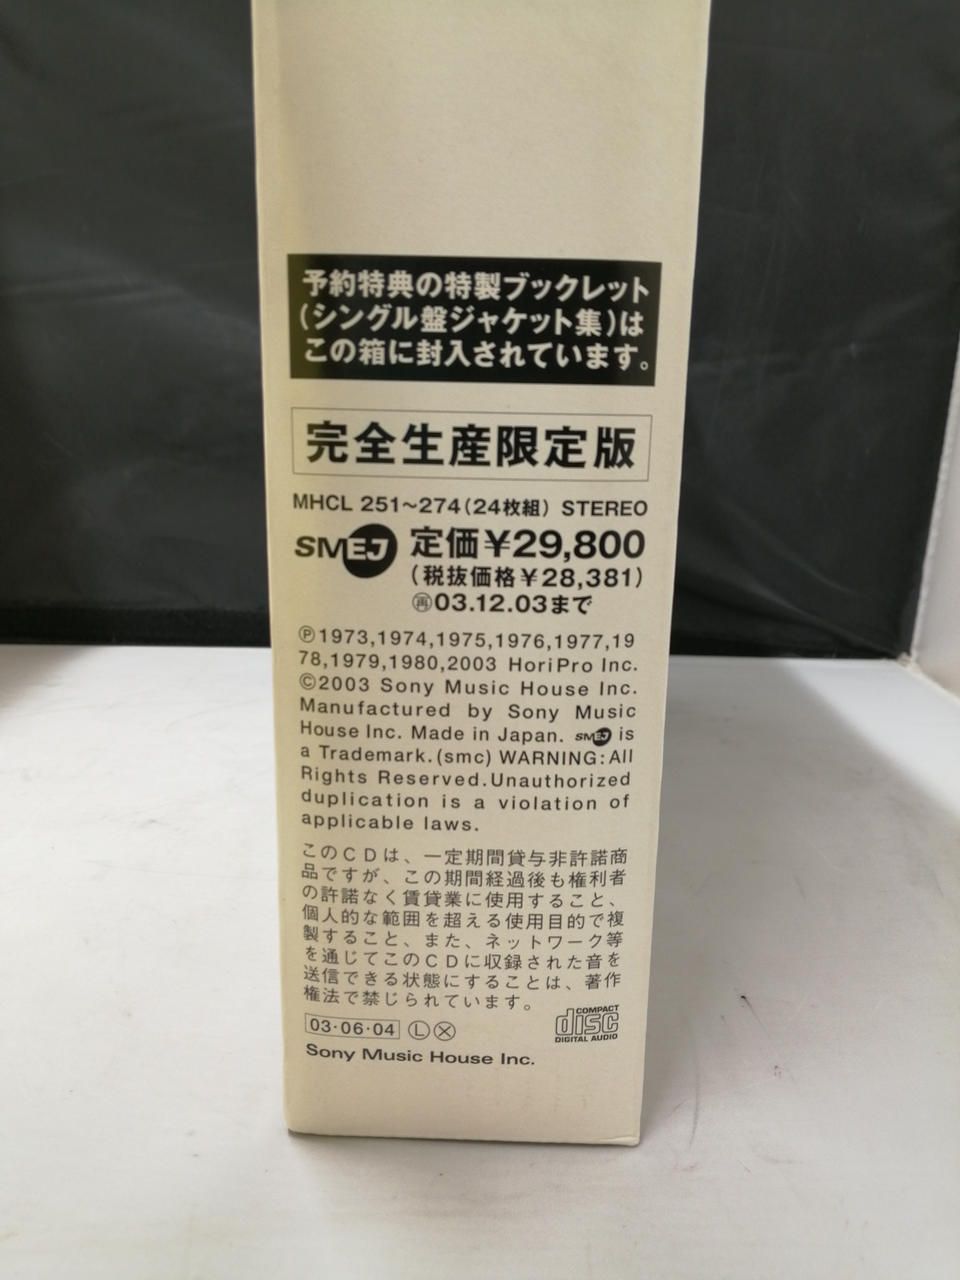 予約特典の特製ブックレット
(シングル盤ジャケット集)は
この箱に封入されています。
完全生産限定版
MHCL 251~274(24枚組) STEREO
SMEJ 定価¥29,800
(税抜価格¥28,381)
再03.12.03まで
Ⓟ1973,1974,1975,1976,1977,19
78,1979,1980,2003 HoriPro Inc.
©2003 Sony Music House Inc.
Manufactured by Sony Music
House Inc. Made in Japan. SMEJ is
a Trademark.(smc) WARNING:All
Rights Reserved.Unauthorized
duplication is a violation of
applicable laws.
このCDは、一定期間貸与非許諾商
品ですが、この期間経過後も権利者
の許諾なく賃貸業に使用すること、
個人的な範囲を超える使用目的で複
製すること、また、ネットワーク等
を通じてこのCDに収録された音を
送信できる状態にすることは、著作
権法で禁じられています。
03・06・04 Ⓛ Ⓧ
COMPACT
disc
DIGITAL AUDIO
Sony Music House Inc.